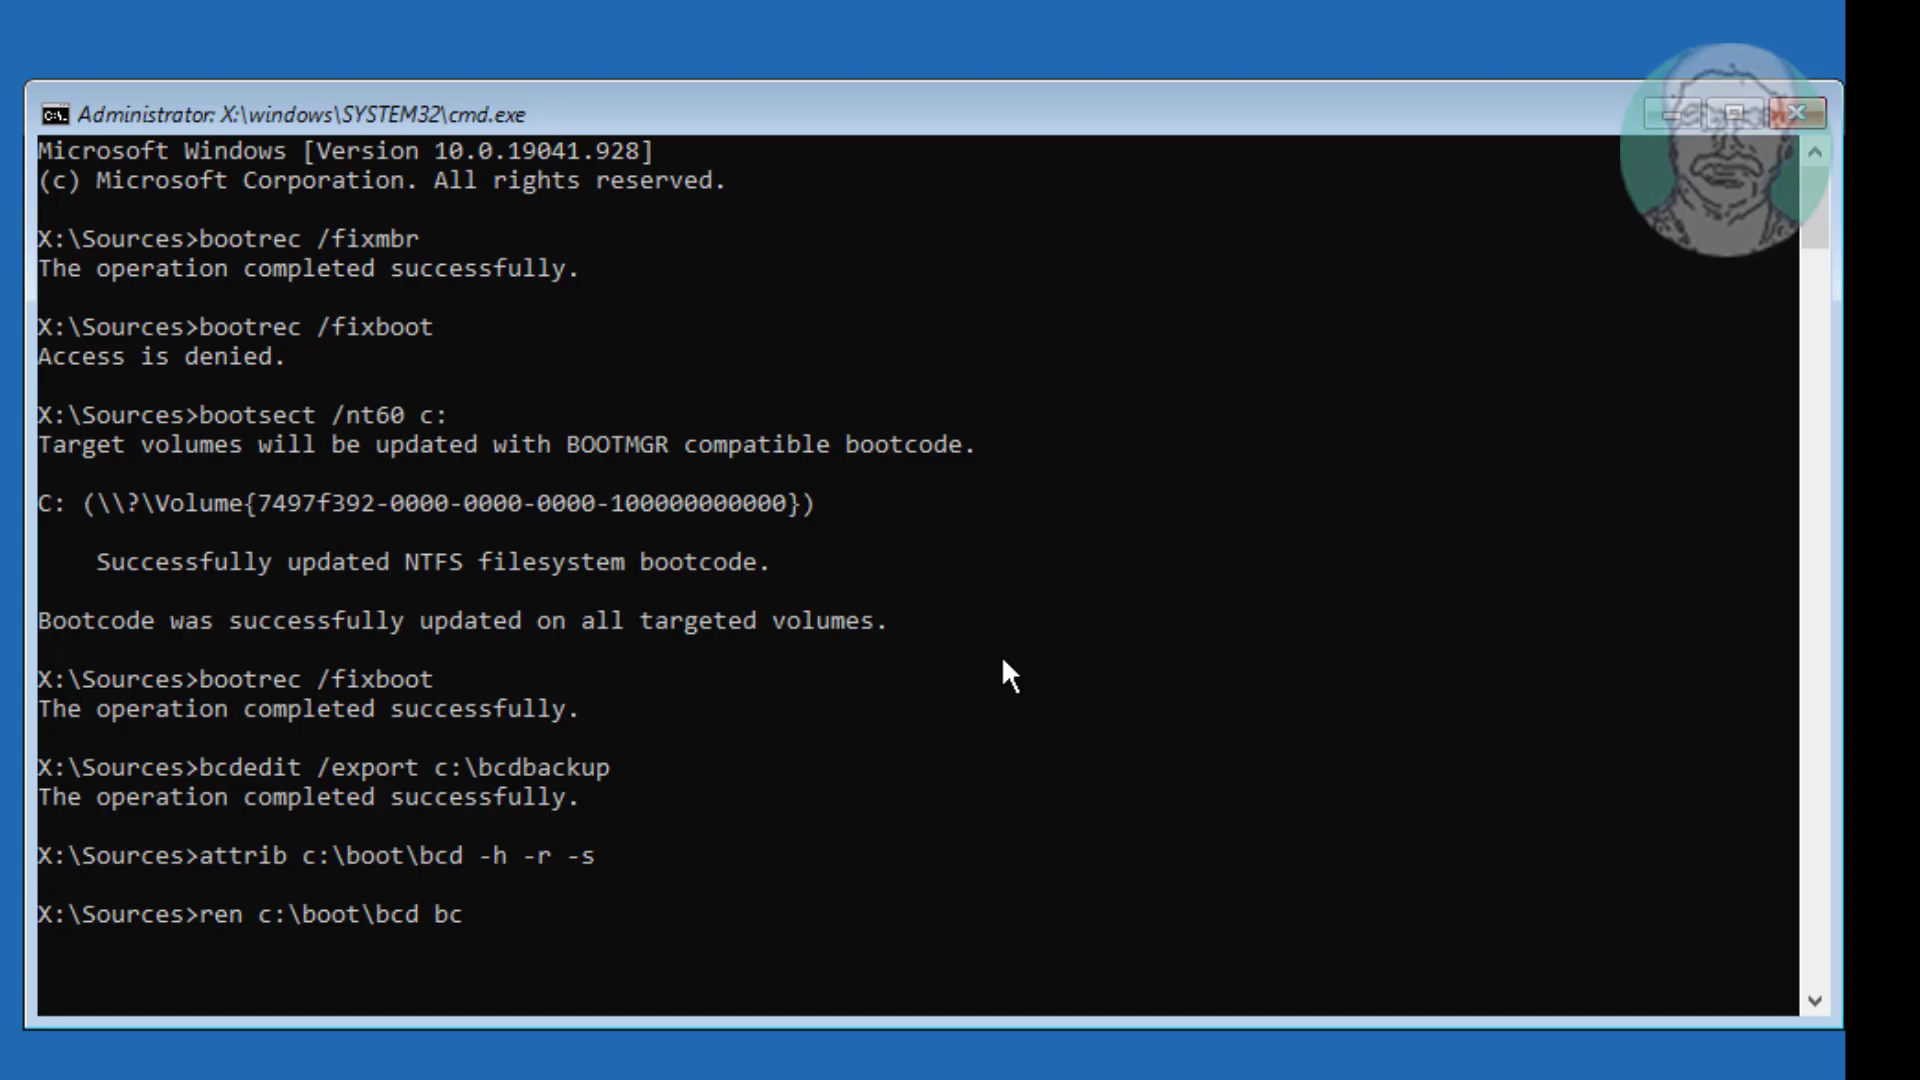 Administrator: X:\windows\SYSTEM32\cmd.exe
Microsoft Windows [Version 10.0.19041.928]
(c) Microsoft Corporation. All rights reserved.
X:\Sources>bootrec /fixmbr
The operation completed successfully.
X:\Sources>bootrec /fixboot
Access is denied.
X:\Sources>bootsect /nt60 c:
Target volumes will be updated with BOOTMGR compatible bootcode.
C: (\\?\Volume{7497f392-0000-0000-0000-100000000000})
Successfully updated NTFS filesystem bootcode.
Bootcode was successfully updated on all targeted volumes.
X:\Sources>bootrec /fixboot
The operation completed successfully.
X:\Sources>bcdedit /export c:\bcdbackup
The operation completed successfully.
X:\Sources>attrib c:\boot\bcd -h -r -s
X:\Sources>ren c:\boot\bcd bc